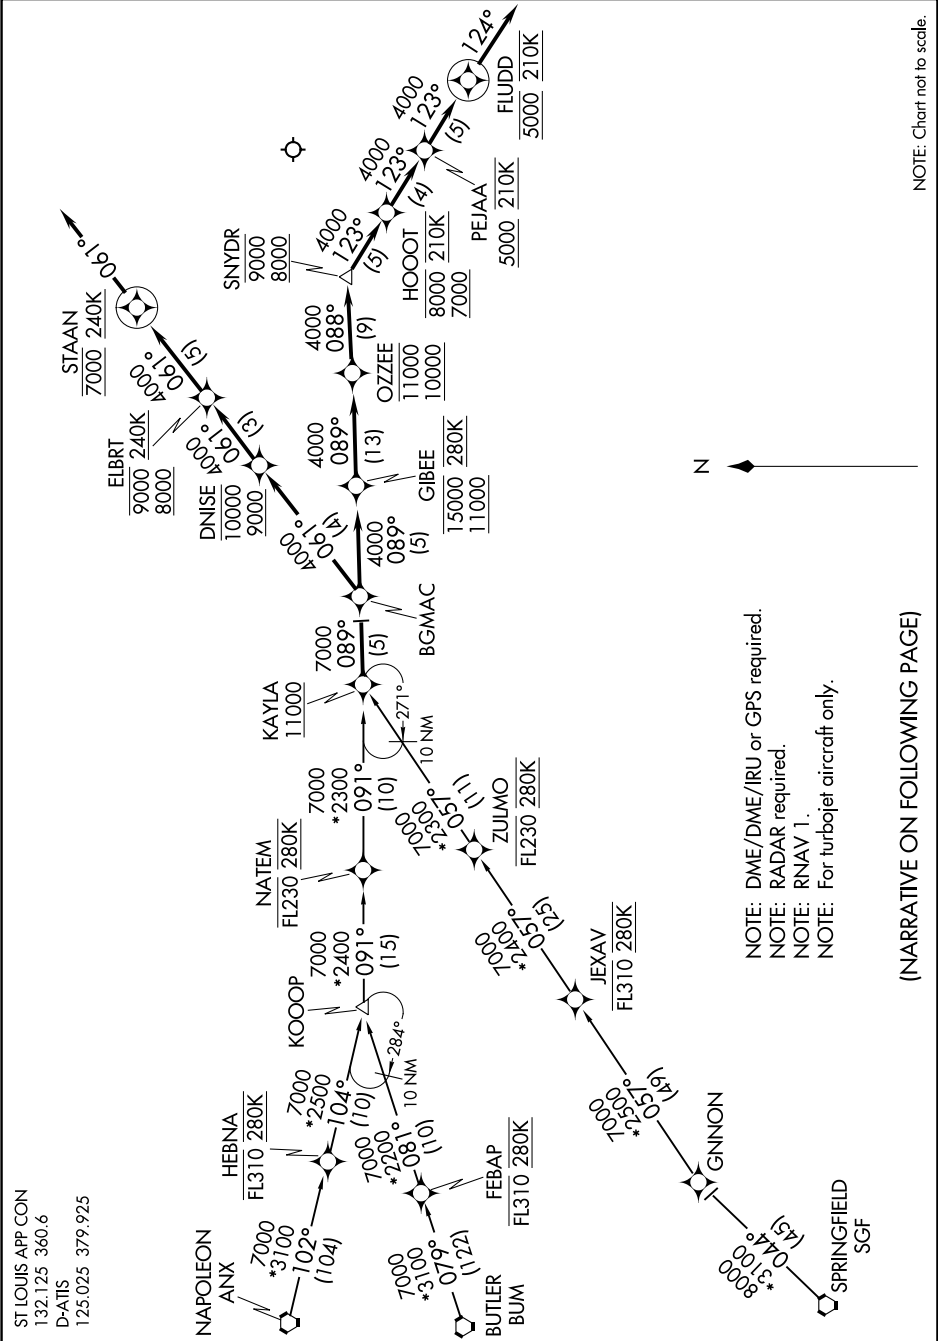 ST LOUIS APP CON
132.125 360.6
D-ATIS
125.025 379.925
NAPOLEON
ANX
7000
*3100
102°
(104)
HEBNA
FL310 280K
7000
*2500
104°
(10)
BUTLER
BUM
7000
*3100
079°
(122)
FEBAP
FL310 280K
7000
*2200
081°
(10)
KOOOP
284°
10 NM
7000
*2400
091°
(15)
NATEM
FL230 280K
7000
*2300
091°
(10)
SPRINGFIELD
SGF
8000
*3100
044°
(45)
GNNON
7000
*2500
057°
(49)
JEXAV
FL310 280K
7000
*2400
057°
(25)
ZULMO
FL230 280K
7000
*2300
057°
(11)
KAYLA
11000
271°
10 NM
7000
089°
(5)
BGMAC
4000
061°
(4)
DNISE
10000
9000
4000
061°
(3)
ELBRT
9000 240K
8000
4000
061°
(5)
STAAN
7000 240K
061°
4000
089°
(5)
GIBEE
15000 280K
11000
4000
089°
(13)
OZZEE
11000
10000
4000
088°
(9)
SNYDR
9000
8000
4000
123°
(5)
HOOOT
8000 210K
7000
4000
123°
(4)
PEJAA
5000 210K
4000
123°
(5)
FLUDD
5000 210K
124°
N
NOTE: DME/DME/IRU or GPS required.
NOTE: RADAR required.
NOTE: RNAV 1.
NOTE: For turbojet aircraft only.
(NARRATIVE ON FOLLOWING PAGE)
NOTE: Chart not to scale.